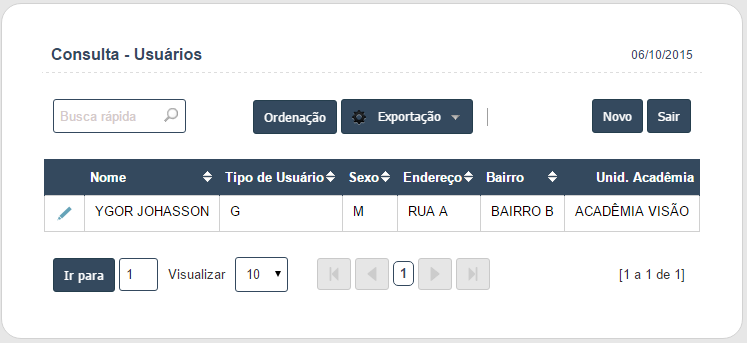 Consulta - Usuários 06/10/2015
Busca rápida Ordenação Exportação Novo Sair
Nome Tipo de Usuário Sexo Endereço Bairro Unid. Acadêmia
YGOR JOHASSON G M RUA A BAIRRO B ACADÊMIA VISÃO
Ir para 1 Visualizar 10 1 [1 a 1 de 1]